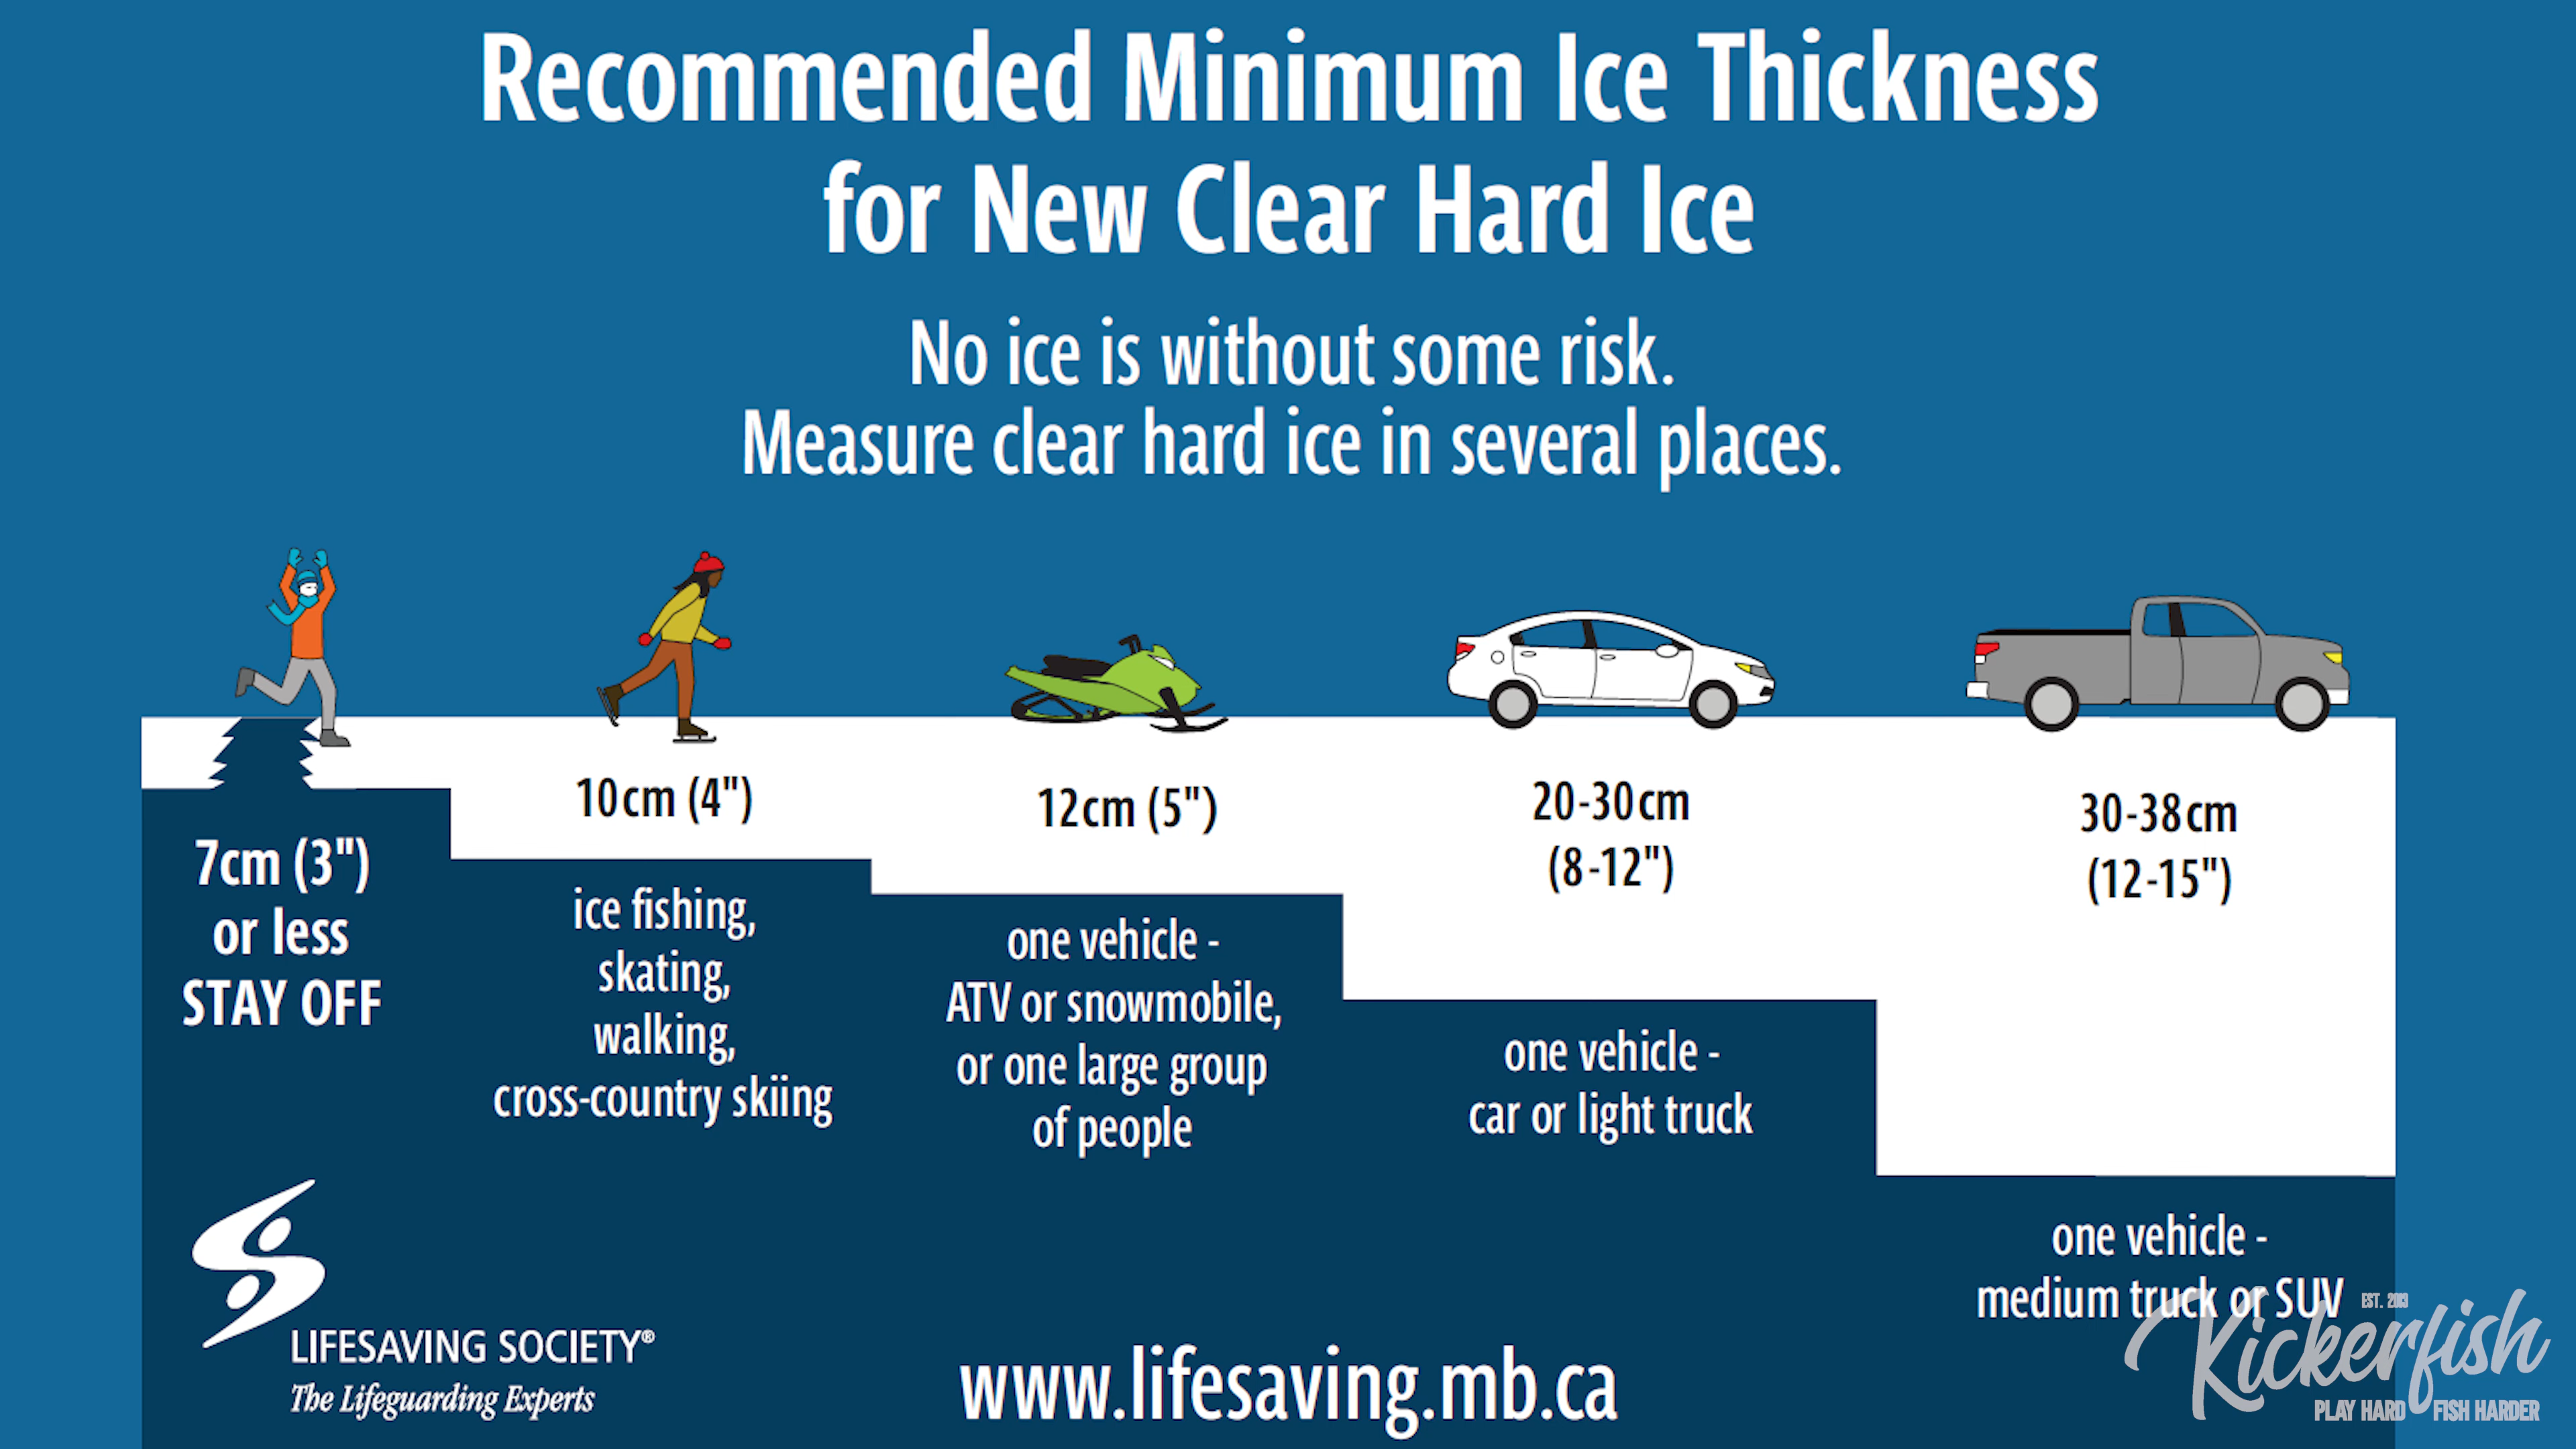 Recommended Minimum Ice Thickness
for New Clear Hard Ice
No ice is without some risk.
Measure clear hard ice in several places.
7cm (3")
or less
STAY OFF
10cm (4")
ice fishing,
skating,
walking,
cross-country skiing
12cm (5")
one vehicle -
ATV or snowmobile,
or one large group
of people
20-30cm
(8-12")
one vehicle -
car or light truck
30-38cm
(12-15")
one vehicle -
medium truck or SUV
LIFESAVING SOCIETY®
The Lifeguarding Experts
www.lifesaving.mb.ca
EST. 2013
Kickerfish
PLAY HARD FISH HARDER